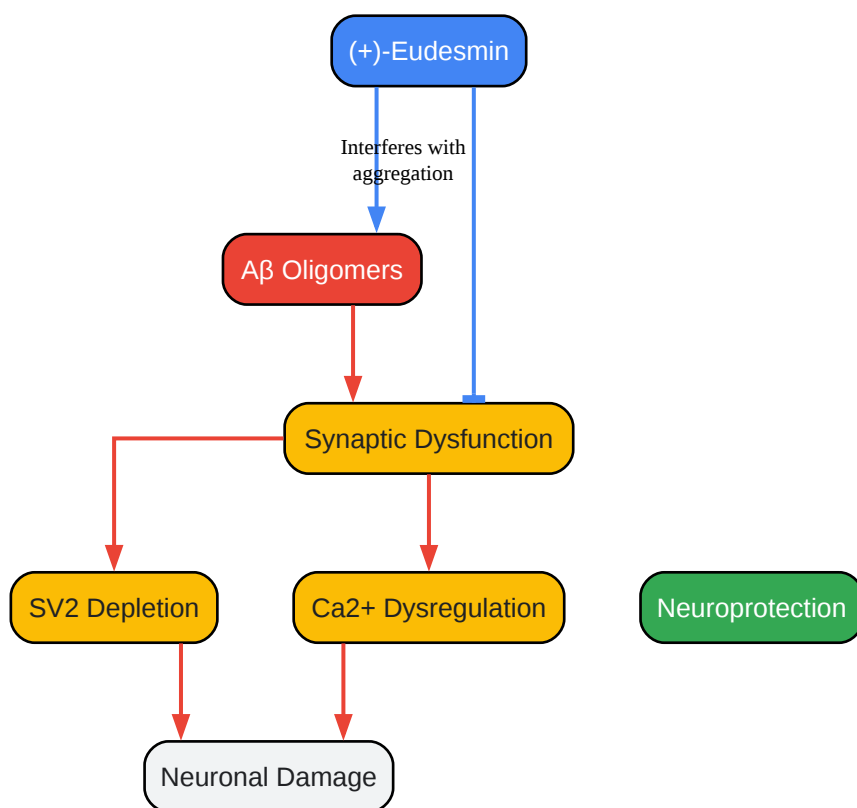 (+)-Eudesmin
Interferes with
aggregation
Aβ Oligomers
Synaptic Dysfunction
SV2 Depletion
Ca2+ Dysregulation
Neuroprotection
Neuronal Damage